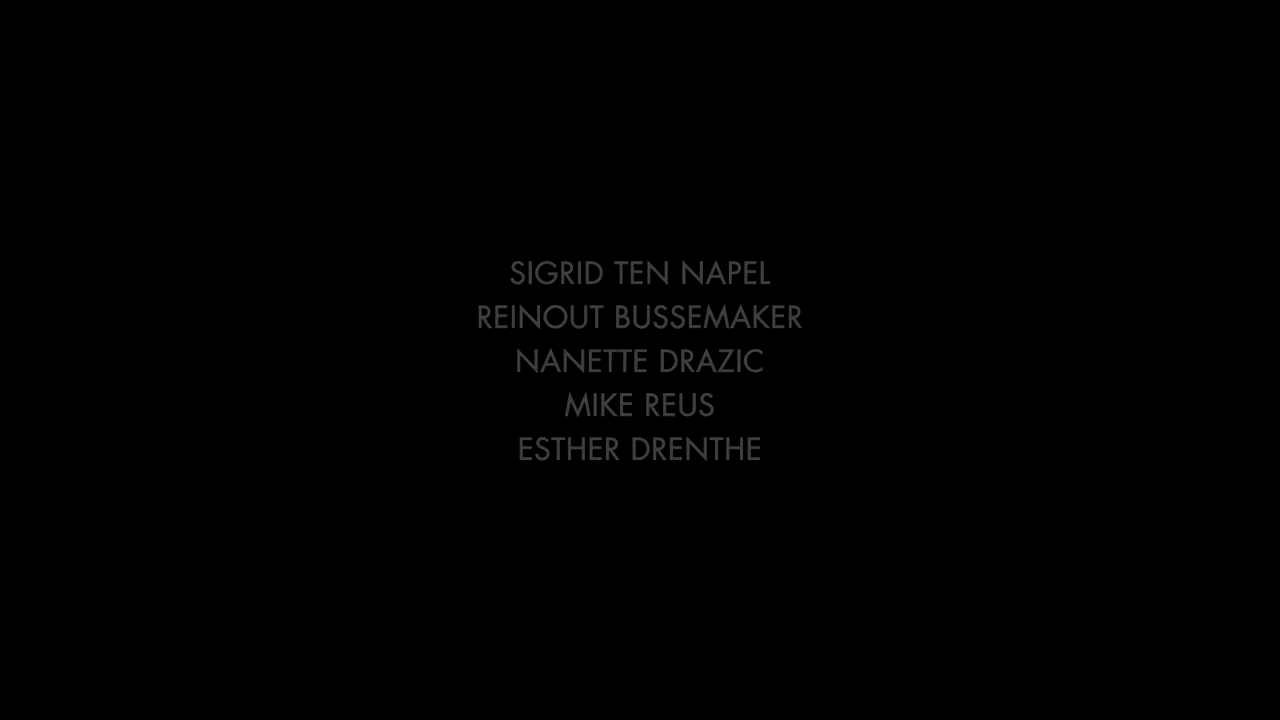 SIGRID TEN NAPEL
REINOUT BUSSEMAKER
NANETTE DRAZIC
MIKE REUS
ESTHER DRENTHE